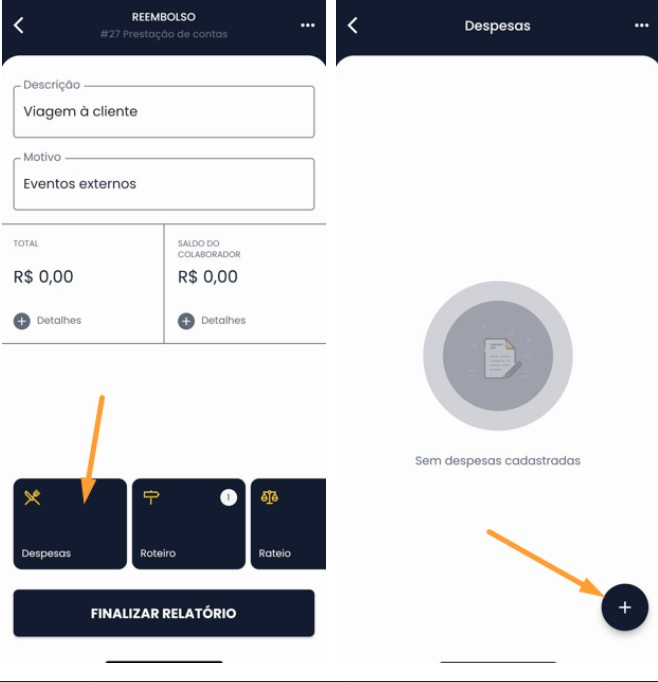 REEMBOLSO
#27 Prestação de contas
Descrição
Viagem à cliente
Motivo
Eventos externos
TOTAL
R$ 0,00
Detalhes
SALDO DO
COLABORADOR
R$ 0,00
Detalhes
Despesas
Roteiro
1
Rateio
FINALIZAR RELATÓRIO
Despesas
Sem despesas cadastradas